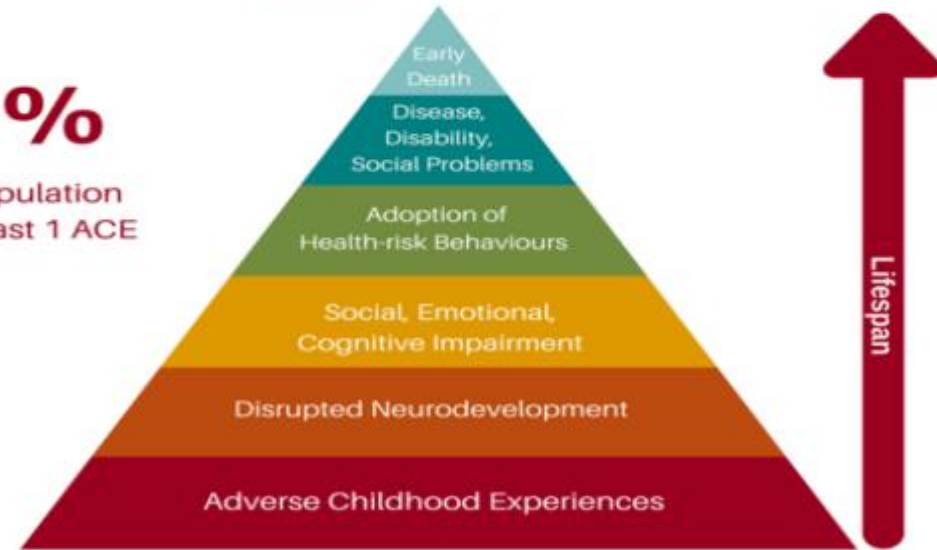 %
pulation
ast 1 ACE
Early
Death
Disease,
Disability,
Social Problems
Adoption of
Health-risk Behaviours
Social, Emotional,
Cognitive Impairment
Disrupted Neurodevelopment
Adverse Childhood Experiences
Lifespan